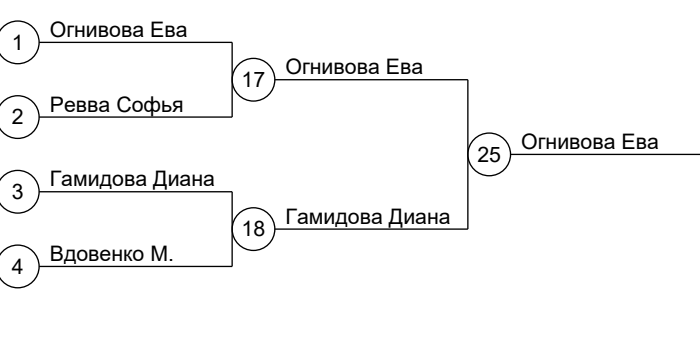 1 Огнивова Ева
2 Ревва Софья
17 Огнивова Ева
3 Гамидова Диана
4 Вдовенко М.
18 Гамидова Диана
25 Огнивова Ева